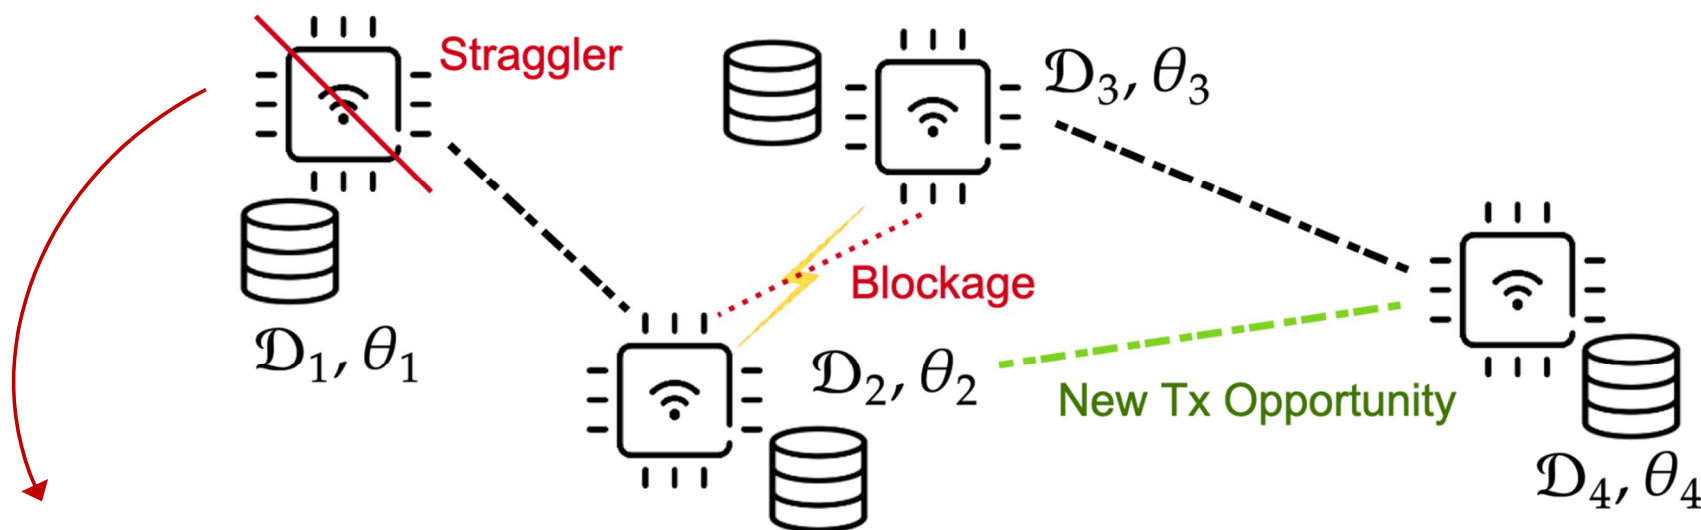 Straggler
𝔇₃, θ₃
Blockage
𝔇₁, θ₁
𝔇₂, θ₂
New Tx Opportunity
𝔇₄, θ₄